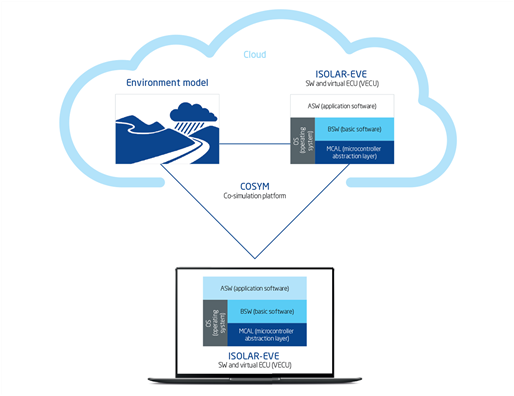 Cloud
Environment model
ISOLAR-EVE
SW and virtual ECU (VECU)
ASW (application software)
OS
(operating
system)
BSW (basic software)
MCAL (microcontroller
abstraction layer)
COSYM
Co-simulation platform
ASW (application software)
OS
(operating
system)
BSW (basic software)
MCAL (microcontroller
abstraction layer)
ISOLAR-EVE
SW and virtual ECU (VECU)